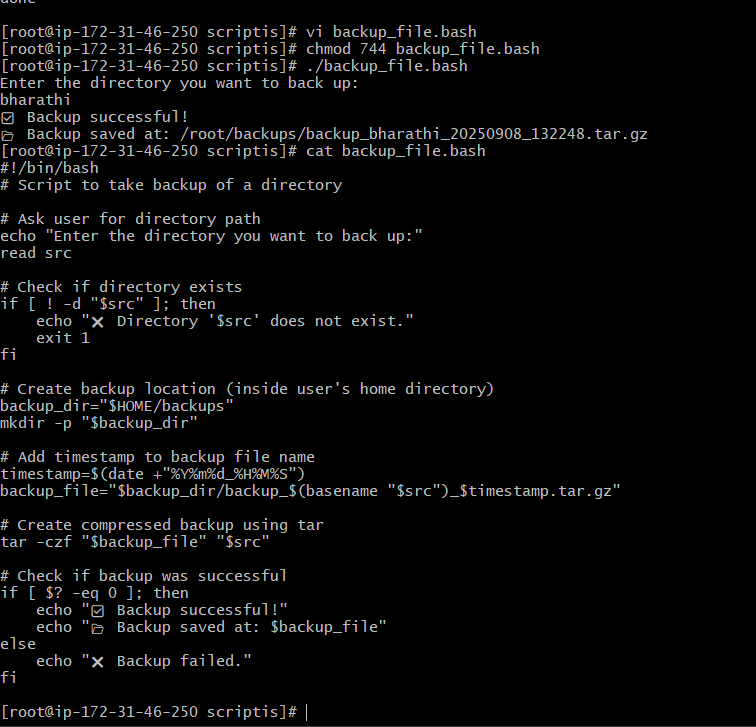 done
[root@ip-172-31-46-250 scriptis]# vi backup_file.bash
[root@ip-172-31-46-250 scriptis]# chmod 744 backup_file.bash
[root@ip-172-31-46-250 scriptis]# ./backup_file.bash
Enter the directory you want to back up:
bharathi
☑ Backup successful!
📂 Backup saved at: /root/backups/backup_bharathi_20250908_132248.tar.gz
[root@ip-172-31-46-250 scriptis]# cat backup_file.bash
#!/bin/bash
# Script to take backup of a directory

# Ask user for directory path
echo "Enter the directory you want to back up:"
read src

# Check if directory exists
if [ ! -d "$src" ]; then
    echo "❌ Directory '$src' does not exist."
    exit 1
fi

# Create backup location (inside user's home directory)
backup_dir="$HOME/backups"
mkdir -p "$backup_dir"

# Add timestamp to backup file name
timestamp=$(date +"%Y%m%d_%H%M%S")
backup_file="$backup_dir/backup_$(basename "$src")_$timestamp.tar.gz"

# Create compressed backup using tar
tar -czf "$backup_file" "$src"

# Check if backup was successful
if [ $? -eq 0 ]; then
    echo "☑ Backup successful!"
    echo "📂 Backup saved at: $backup_file"
else
    echo "❌ Backup failed."
fi

[root@ip-172-31-46-250 scriptis]#